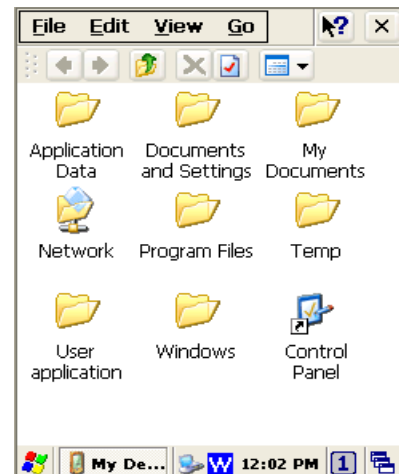 File Edit View Go ?
Application Data
Documents and Settings
My Documents
Network
Program Files
Temp
User application
Windows
Control Panel
My De... W 12:02 PM 1